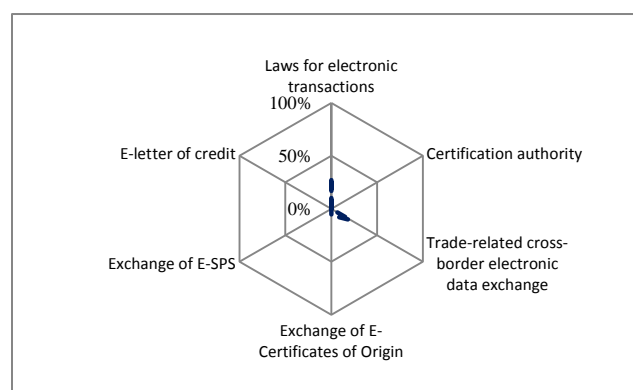 Laws for electronic
transactions
100%
E-letter of credit
50%
Certification authority
0%
Exchange of E-SPS
Trade-related cross-
border electronic
data exchange
Exchange of E-
Certificates of Origin